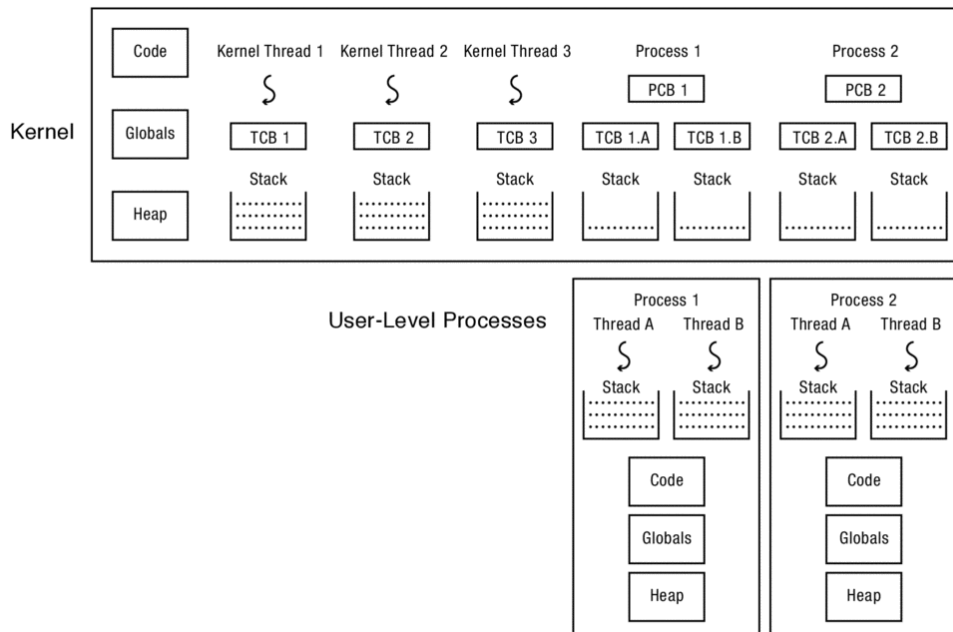 Kernel
Code
Globals
Heap
Kernel Thread 1 Kernel Thread 2 Kernel Thread 3 Process 1 Process 2
PCB 1 PCB 2
TCB 1 TCB 2 TCB 3 TCB 1.A TCB 1.B TCB 2.A TCB 2.B
Stack Stack Stack Stack Stack Stack Stack
User-Level Processes
Process 1
Thread A Thread B
Stack Stack
Code
Globals
Heap
Process 2
Thread A Thread B
Stack Stack
Code
Globals
Heap